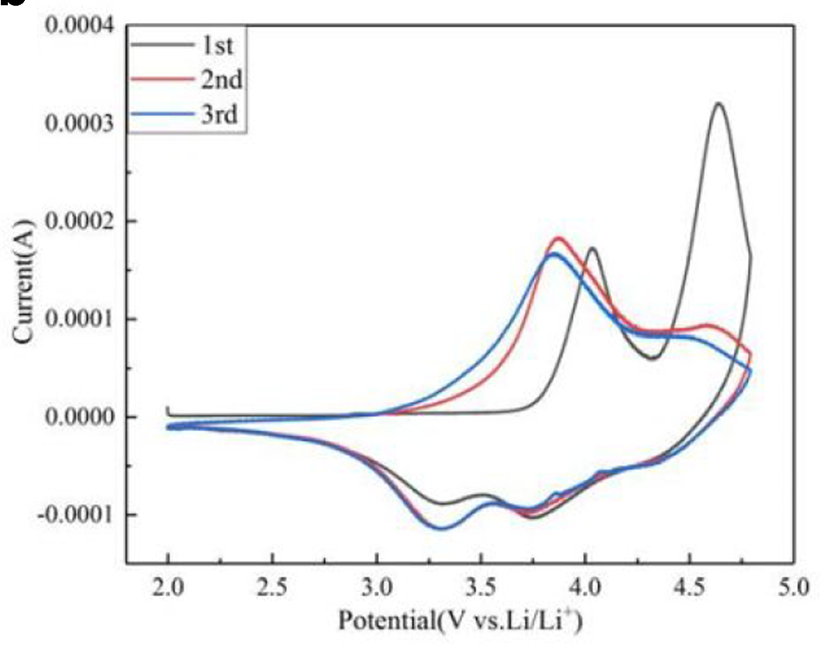 b
0.0004
1st
2nd
3rd
0.0003
0.0002
0.0001
0.0000
-0.0001
Current(A)
2.0 2.5 3.0 3.5 4.0 4.5 5.0
Potential(V vs.Li/Li⁺)